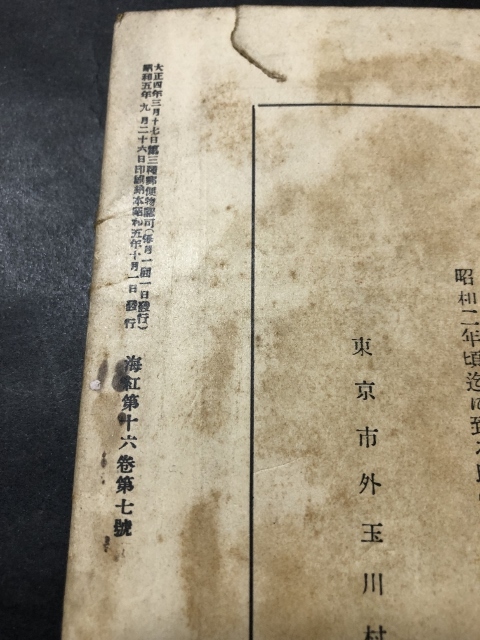 昭和二年頃迄に至る
東京市外玉川村
大正四年三月十七日第三種郵便物認可(毎月一回一日發行)
昭和五年九月二十六日印刷納本昭和五年十月一日發行
海紅第十六卷第七號